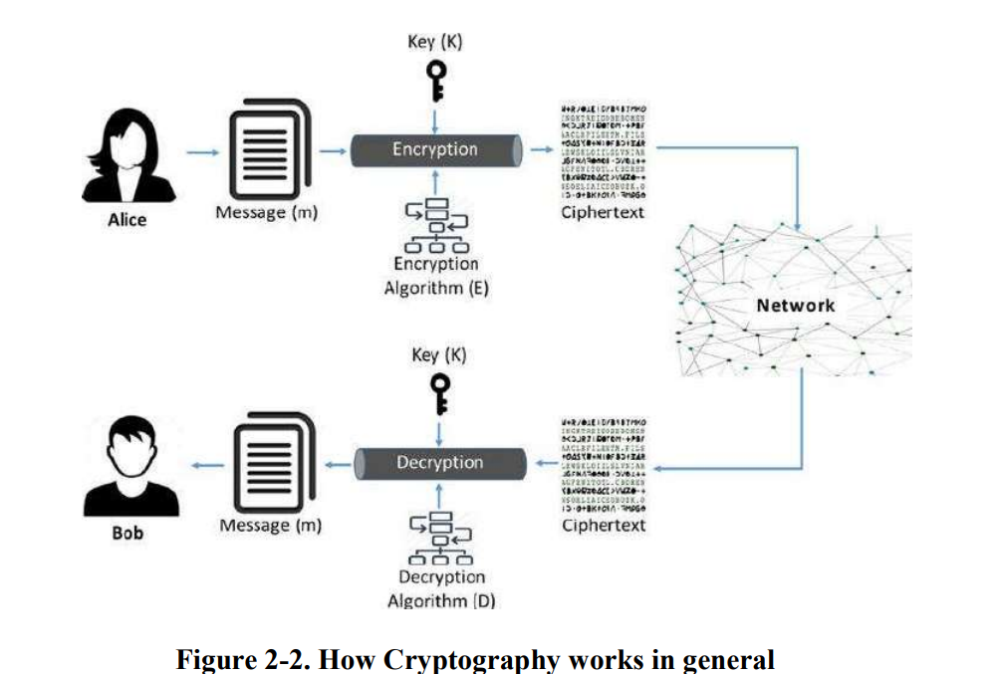 Key (K)
Encryption
Alice
Message (m)
Ciphertext
Encryption
Algorithm (E)
Network
Key (K)
Decryption
Bob
Message (m)
Ciphertext
Decryption
Algorithm (D)
Figure 2-2. How Cryptography works in general